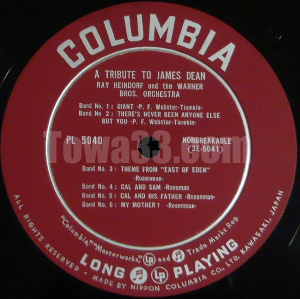 COLUMBIA
A TRIBUTE TO JAMES DEAN
RAY HEINDORF and the WARNER
BROS. ORCHESTRA
Band No. 1 : GIANT -P. F. Webster-Tiomkin-
Band No. 2 : THERE'S NEVER BEEN ANYONE ELSE
BUT YOU -P. F. Webster-Tiomkin-
PL 5040
NONBREAKABLE
(3E-5041)
Towa33.com
Band No. 3 : THEME FROM "EAST OF EDEN"
-Rosenman-
Band No. 4 : CAL AND SAM -Rosenman
Band No. 5 : CAL AND HIS FATHER -Rosenman
Band No. 6 : MY MOTHER? -Rosenman-
"Columbia," "Masterworks," LP and Trade Marks Reg.
LONG LP PLAYING
ALL RIGHTS RESERVED · MADE BY NIPPON COLUMBIA CO. LTD. KAWASAKI, JAPAN